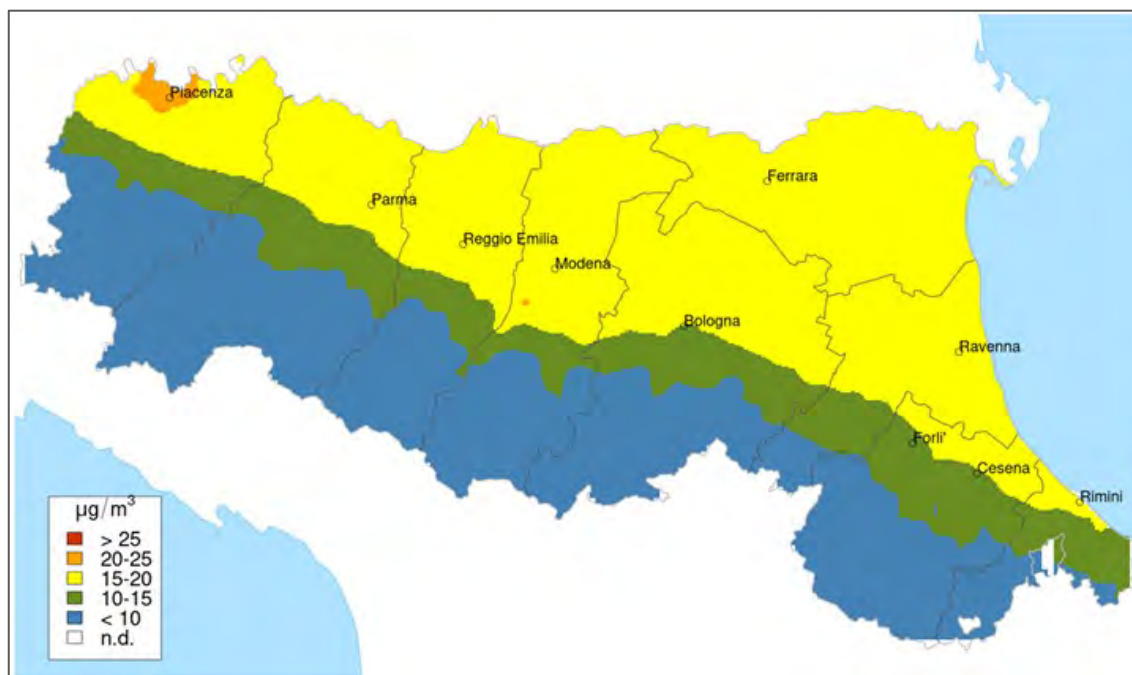 Piacenza
Ferrara
Parma
Reggio Emilia
Modena
Bologna
Ravenna
Forli'
Cesena
Rimini
µg/m³
> 25
20-25
15-20
10-15
< 10
n.d.